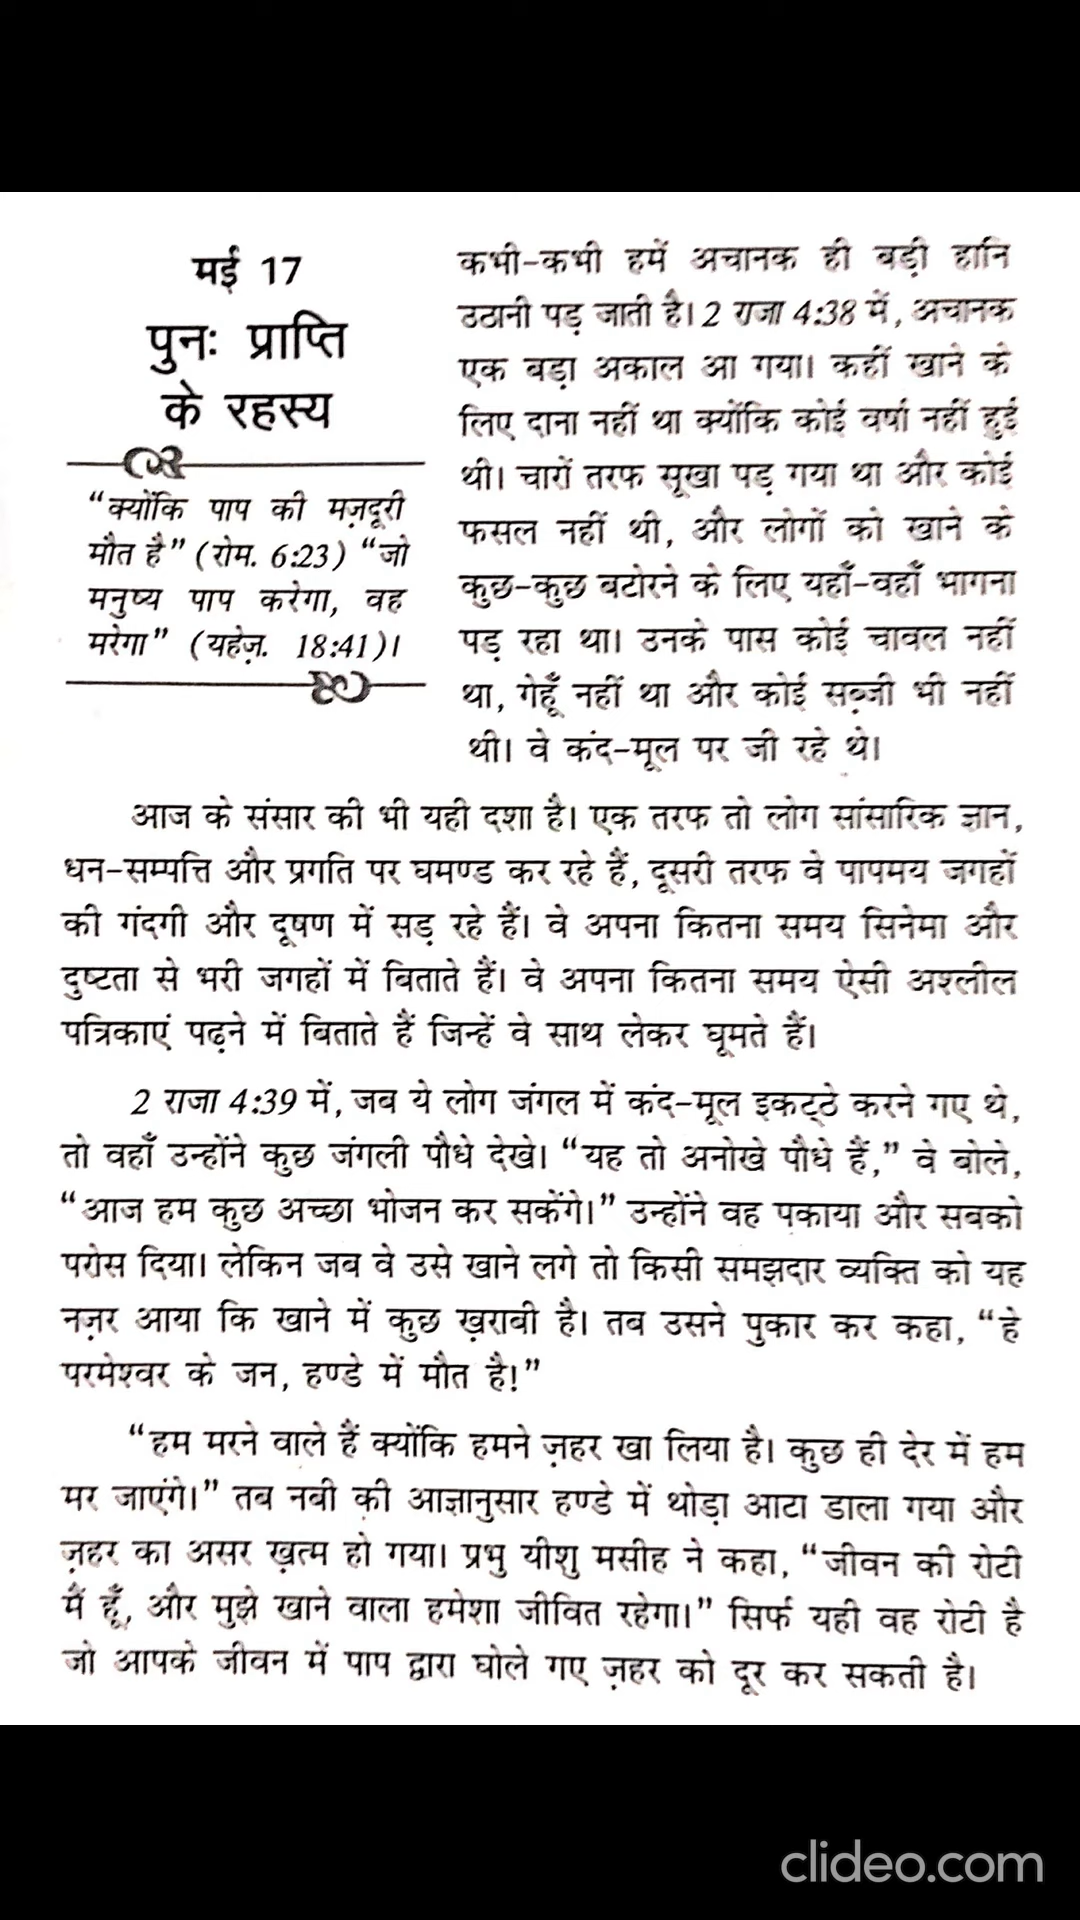 मई 17
पुनः प्राप्ति
के रहस्य
“क्योंकि पाप की मज़दूरी
मौत है” (रोम. 6:23) “जो
मनुष्य पाप करेगा, वह
मरेगा” (यहेज़. 18:41)।
कभी-कभी हमें अचानक ही बड़ी हानि
उठानी पड़ जाती है। 2 राजा 4:38 में, अचानक
एक बड़ा अकाल आ गया। कहीं खाने के
लिए दाना नहीं था क्योंकि कोई वर्षा नहीं हुई
थी। चारों तरफ सूखा पड़ गया था और कोई
फसल नहीं थी, और लोगों को खाने के
कुछ-कुछ बटोरने के लिए यहाँ-वहाँ भागना
पड़ रहा था। उनके पास कोई चावल नहीं
था, गेहूँ नहीं था और कोई सब्ज़ी भी नहीं
थी। वे कंद-मूल पर जी रहे थे।
आज के संसार की भी यही दशा है। एक तरफ तो लोग सांसारिक ज्ञान,
धन-सम्पत्ति और प्रगति पर घमण्ड कर रहे हैं, दूसरी तरफ वे पापमय जगहों
की गंदगी और दूषण में सड़ रहे हैं। वे अपना कितना समय सिनेमा और
दुष्टता से भरी जगहों में बिताते हैं। वे अपना कितना समय ऐसी अश्लील
पत्रिकाएं पढ़ने में बिताते हैं जिन्हें वे साथ लेकर घूमते हैं।
2 राजा 4:39 में, जब ये लोग जंगल में कंद-मूल इकट्ठे करने गए थे,
तो वहाँ उन्होंने कुछ जंगली पौधे देखे। “यह तो अनोखे पौधे हैं,” वे बोले,
“आज हम कुछ अच्छा भोजन कर सकेंगे।” उन्होंने वह पकाया और सबको
परोस दिया। लेकिन जब वे उसे खाने लगे तो किसी समझदार व्यक्ति को यह
नज़र आया कि खाने में कुछ ख़राबी है। तब उसने पुकार कर कहा, “हे
परमेश्वर के जन, हण्डे में मौत है!”
“हम मरने वाले हैं क्योंकि हमने ज़हर खा लिया है। कुछ ही देर में हम
मर जाएंगे।” तब नबी की आज्ञानुसार हण्डे में थोड़ा आटा डाला गया और
ज़हर का असर ख़त्म हो गया। प्रभु यीशु मसीह ने कहा, “जीवन की रोटी
मैं हूँ, और मुझे खाने वाला हमेशा जीवित रहेगा।” सिर्फ यही वह रोटी है
जो आपके जीवन में पाप द्वारा घोले गए ज़हर को दूर कर सकती है।
clideo.com